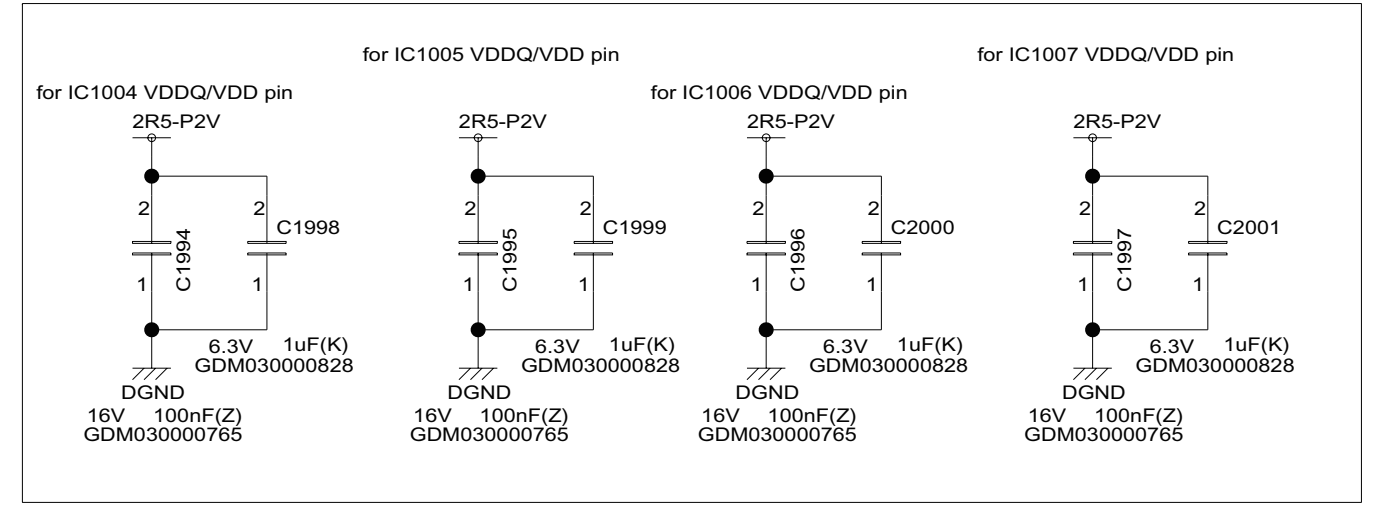 for IC1005 VDDQ/VDD pin
for IC1007 VDDQ/VDD pin
for IC1004 VDDQ/VDD pin
for IC1006 VDDQ/VDD pin
2R5-P2V
2R5-P2V
2R5-P2V
2R5-P2V
2
2
C1998
C1994
1
1
2
2
C1999
C1995
1
1
2
2
C2000
C1996
1
1
2
2
C2001
C1997
1
1
6.3V 1uF(K)
GDM030000828
DGND
16V 100nF(Z)
GDM030000765
6.3V 1uF(K)
GDM030000828
DGND
16V 100nF(Z)
GDM030000765
6.3V 1uF(K)
GDM030000828
DGND
16V 100nF(Z)
GDM030000765
6.3V 1uF(K)
GDM030000828
DGND
16V 100nF(Z)
GDM030000765